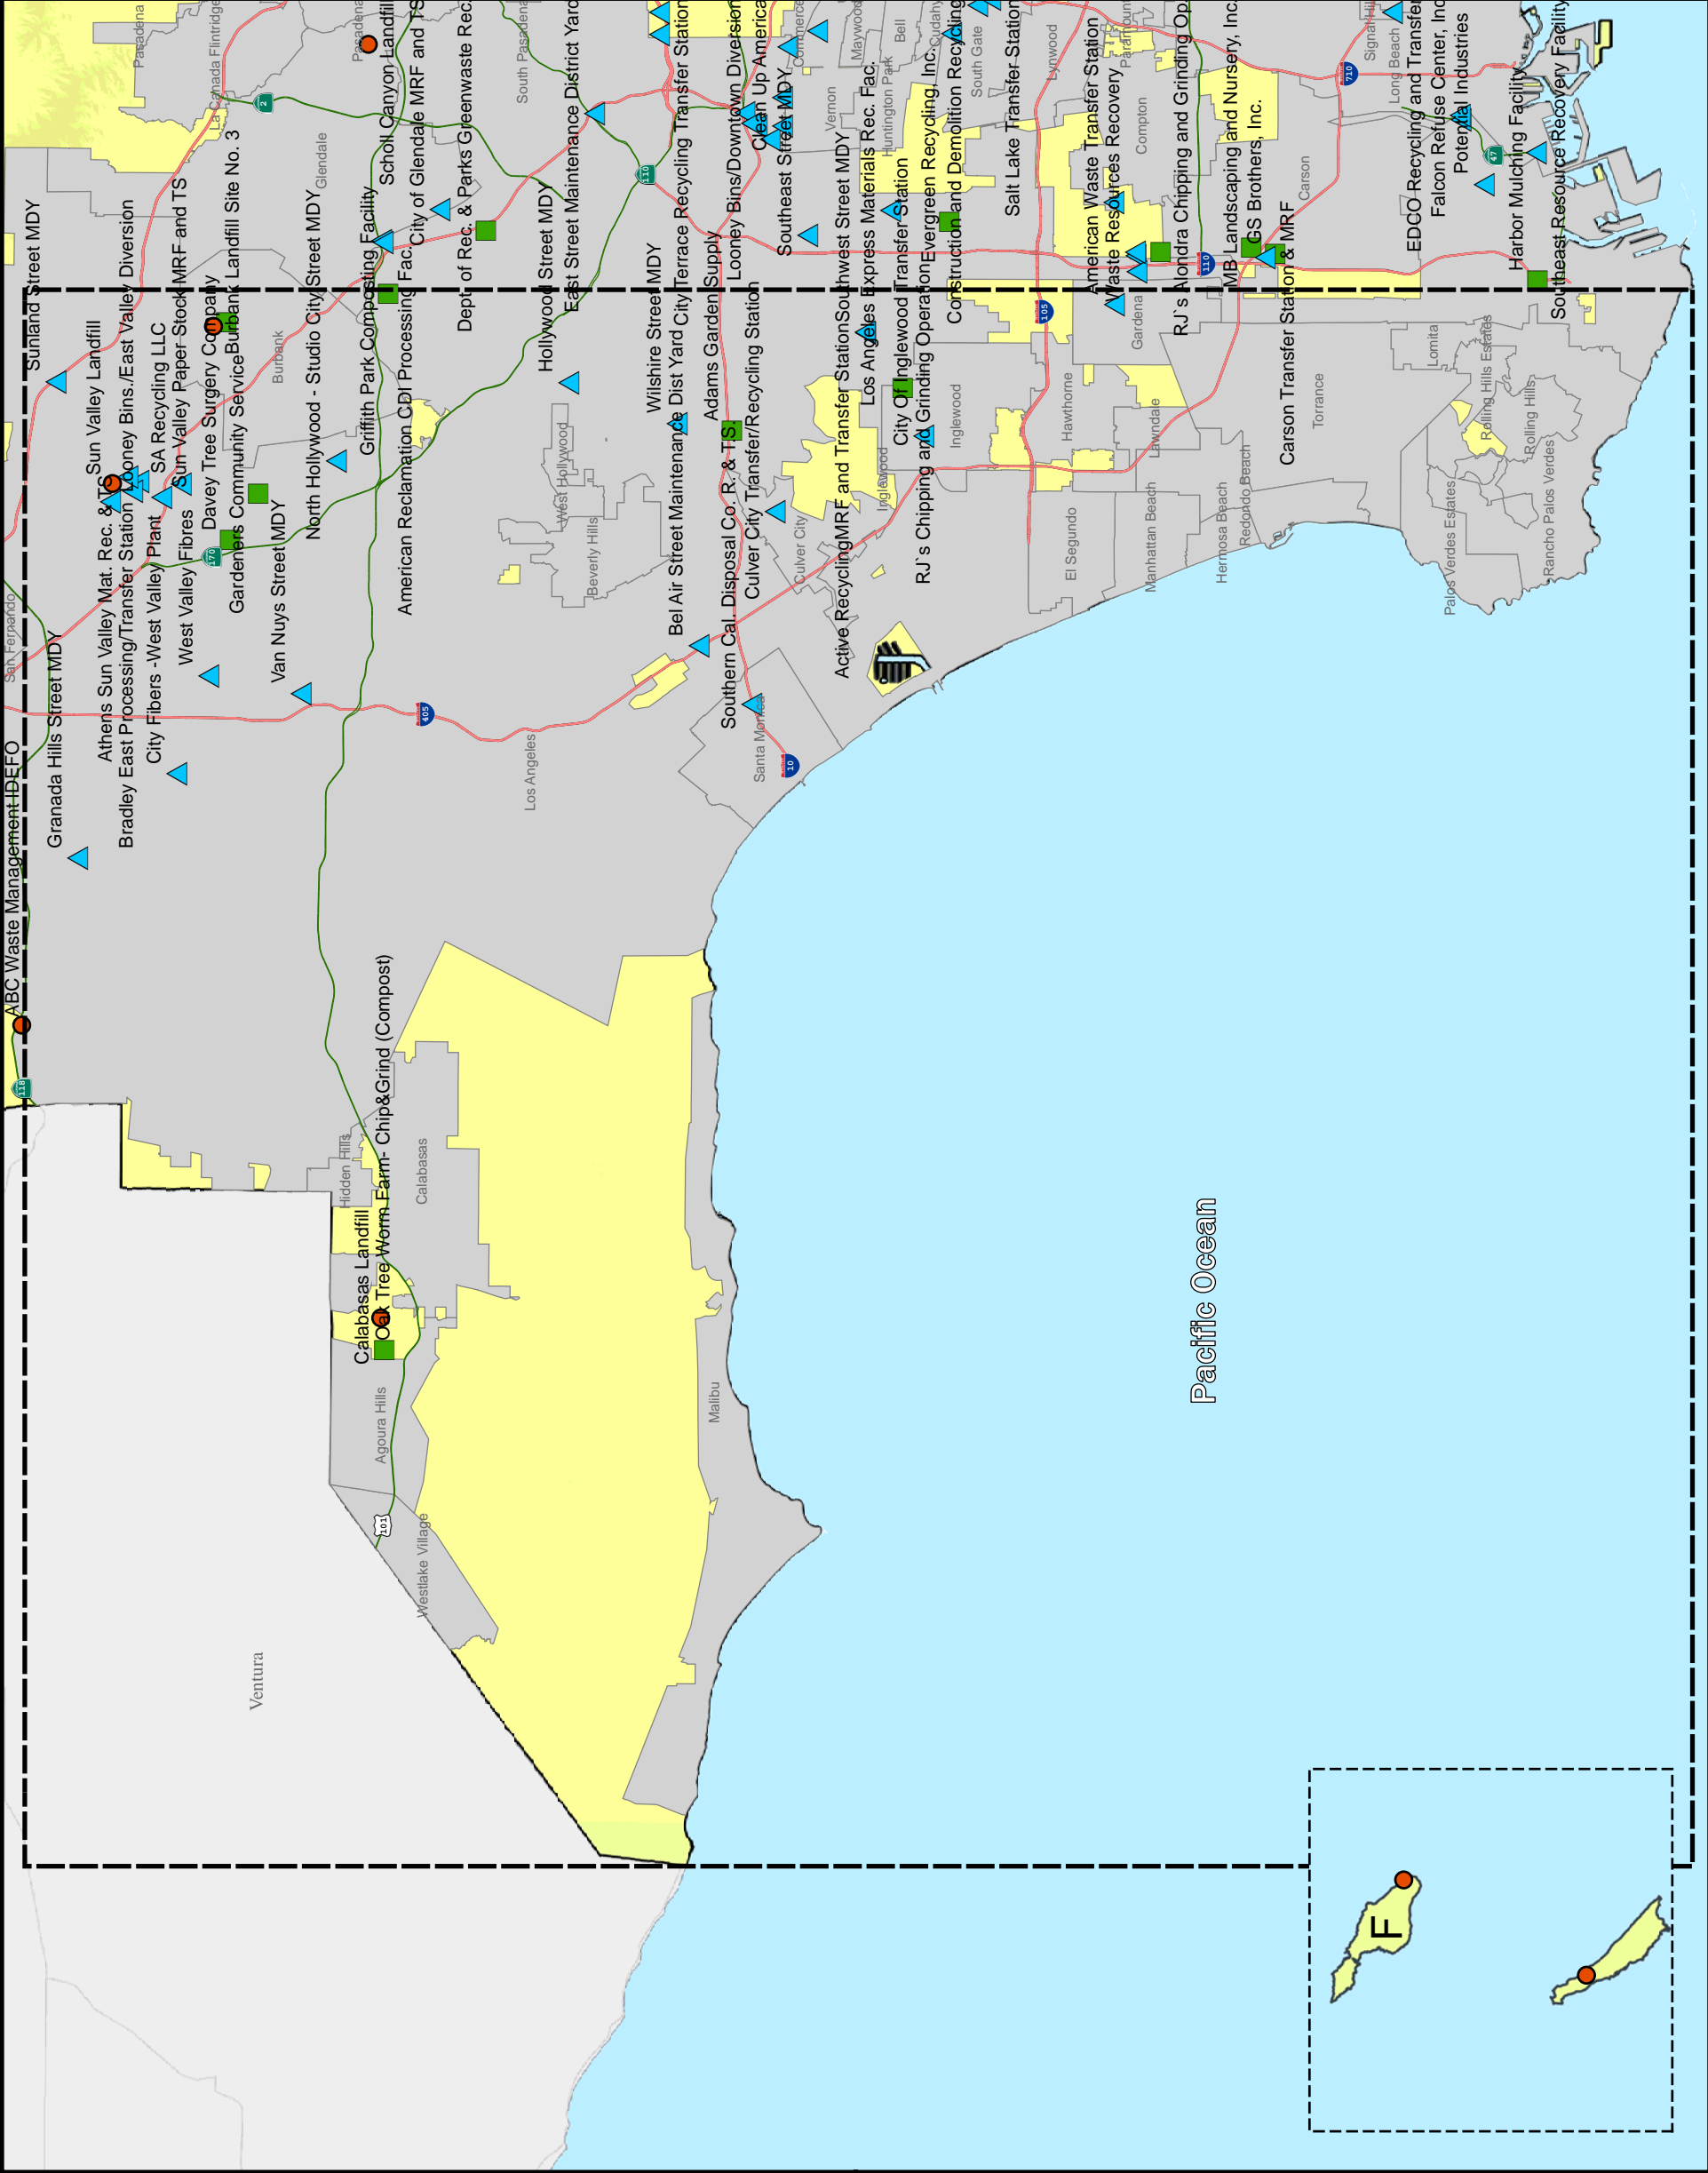 Sunland Street MDY
ABC Waste Management IDEFO
Granada Hills Street MDY
San Fernando
Sun Valley Landfill
Athens Sun Valley Mat. Rec. & TS
Looney Bins./East Valley Diversion
Bradley East Processing/Transfer Station
SA Recycling LLC
City Fibers -West Valley Plant
Sun Valley Paper Stock MRF and TS
West Valley Fibres
Davey Tree Surgery Company
Burbank Landfill Site No. 3
Gardeners Community Service
Van Nuys Street MDY
Burbank
North Hollywood - Studio City Street MDY
Glendale
La Canada Flintridge
Pasadena
Pasadena
South Pasadena
Griffith Park Composting Facility
Scholl Canyon Landfill
American Reclamation CDI Processing Fac.
City of Glendale MRF and TS
Dept. of Rec. & Parks Greenwaste Rec.
Hollywood Street MDY
East Street Maintenance District Yard
West Hollywood
Beverly Hills
Los Angeles
Wilshire Street MDY
Bel Air Street Maintenance Dist Yard
City Terrace Recycling Transfer Station
Adams Garden Supply
Southern Cal. Disposal Co. R. & TS
Looney Bins/Downtown Diversion
Culver City Transfer/Recycling Station
Clean Up America
Southeast Street MDY
Santa Monica
Culver City
Commerce
Vernon
Maywood
Huntington Park
Bell
Cudahy
South Gate
Lynwood
Paramount
Compton
Active Recycling MRF and Transfer Station
Southwest Street MDY
Los Angeles Express Materials Rec. Fac.
City Of Inglewood Transfer Station
RJ`s Chipping and Grinding Operation
Evergreen Recycling, Inc.
Construction and Demolition Recycling
Inglewood
Inglewood
Salt Lake Transfer Station
Hawthorne
El Segundo
American Waste Transfer Station
Waste Resources Recovery
Gardena
Lawndale
Manhattan Beach
Hermosa Beach
Redondo Beach
RJ`s Alondra Chipping and Grinding Op.
MB Landscaping and Nursery, Inc.
GS Brothers, Inc.
Carson Transfer Station & MRF
Carson
Torrance
Signal Hill
Long Beach
EDCO Recycling and Transfer
Falcon Refuse Center, Inc
Potential Industries
Harbor Mulching Facility
Southeast Resource Recovery Facility
Lomita
Rolling Hills Estates
Rolling Hills
Palos Verdes Estates
Rancho Palos Verdes
Hidden Hills
Calabasas
Calabasas Landfill
Oak Tree Worm Farm- Chip&Grind (Compost)
Agoura Hills
Westlake Village
Malibu
Ventura
Pacific Ocean
F
118
2
170
405
101
110
10
105
110
710
47